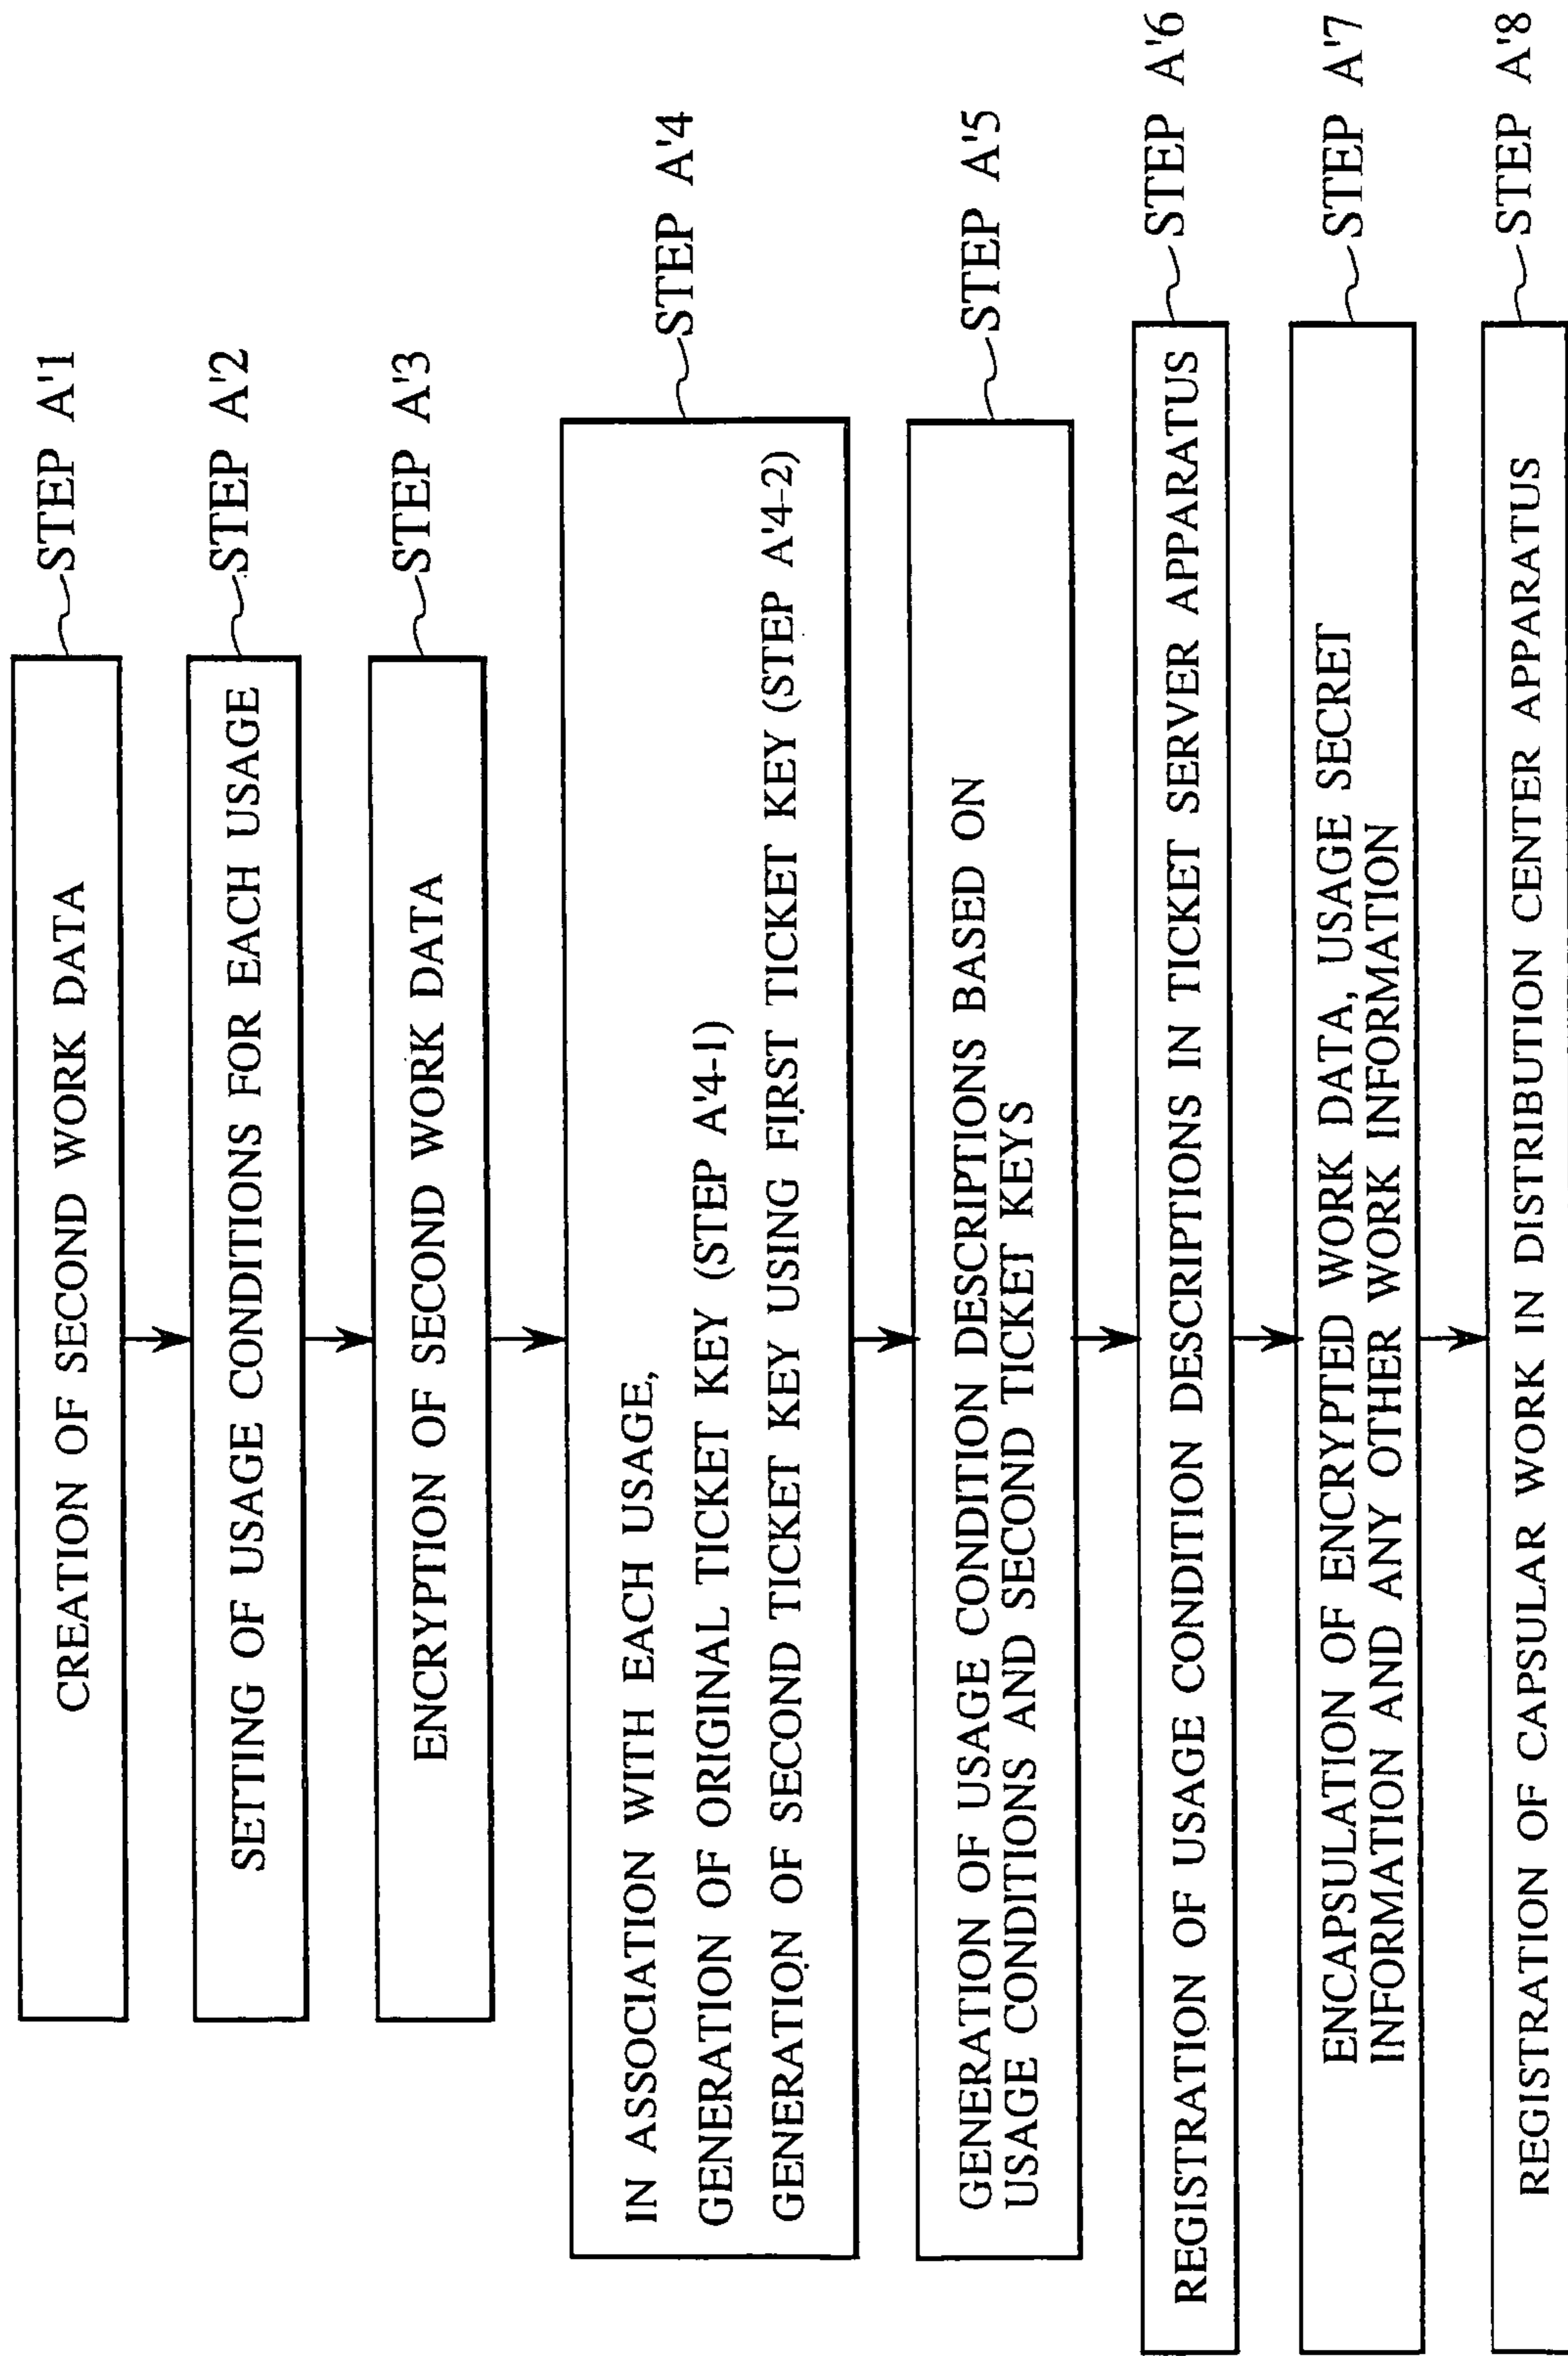 CREATION OF SECOND WORK DATA
STEP A'1
SETTING OF USAGE CONDITIONS FOR EACH USAGE
STEP A'2
ENCRYPTION OF SECOND WORK DATA
STEP A'3
IN ASSOCIATION WITH EACH USAGE,
GENERATION OF ORIGINAL TICKET KEY (STEP A'4-1)
GENERATION OF SECOND TICKET KEY USING FIRST TICKET KEY (STEP A'4-2)
STEP A'4
GENERATION OF USAGE CONDITION DESCRIPTIONS BASED ON
USAGE CONDITIONS AND SECOND TICKET KEYS
STEP A'5
REGISTRATION OF USAGE CONDITION DESCRIPTIONS IN TICKET SERVER APPARATUS
STEP A'6
ENCAPSULATION OF ENCRYPTED WORK DATA, USAGE SECRET
INFORMATION AND ANY OTHER WORK INFORMATION
STEP A'7
REGISTRATION OF CAPSULAR WORK IN DISTRIBUTION CENTER APPARATUS
STEP A'8